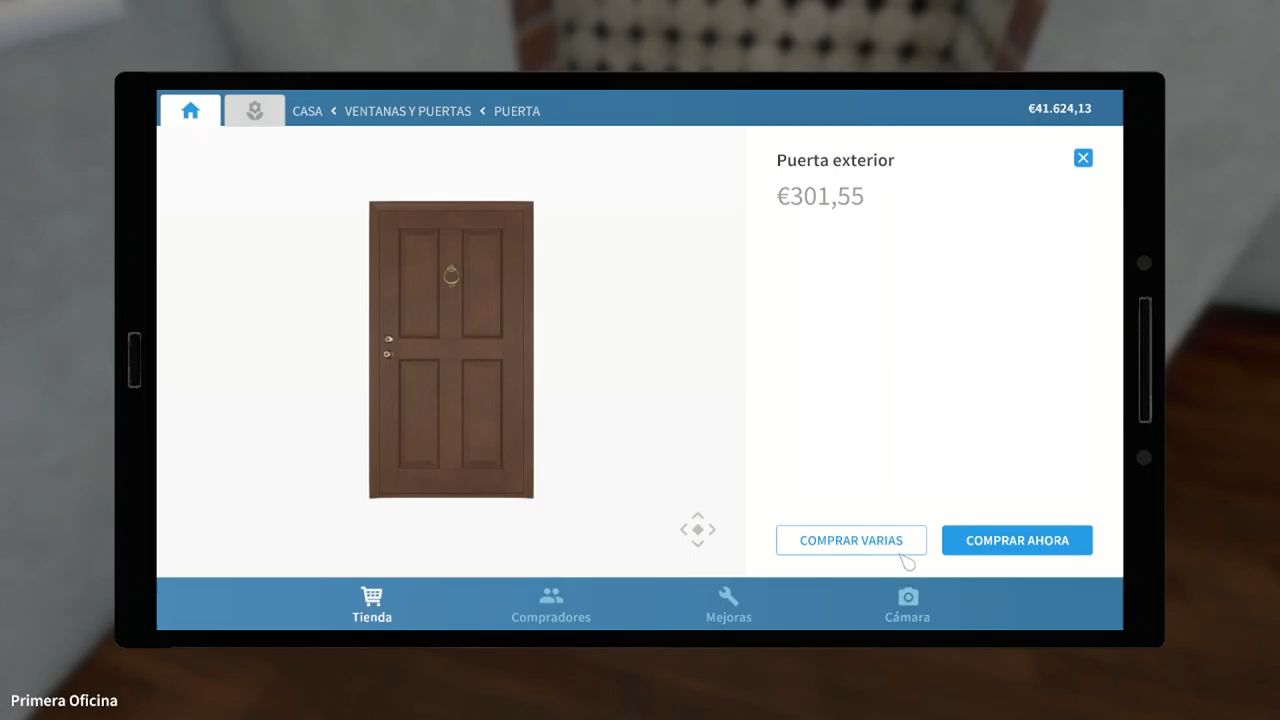 CASA < VENTANAS Y PUERTAS < PUERTA
€41.624,13
Puerta exterior
€301,55
COMPRAR VARIAS
COMPRAR AHORA
Tienda
Compradores
Mejoras
Cámara
Primera Oficina